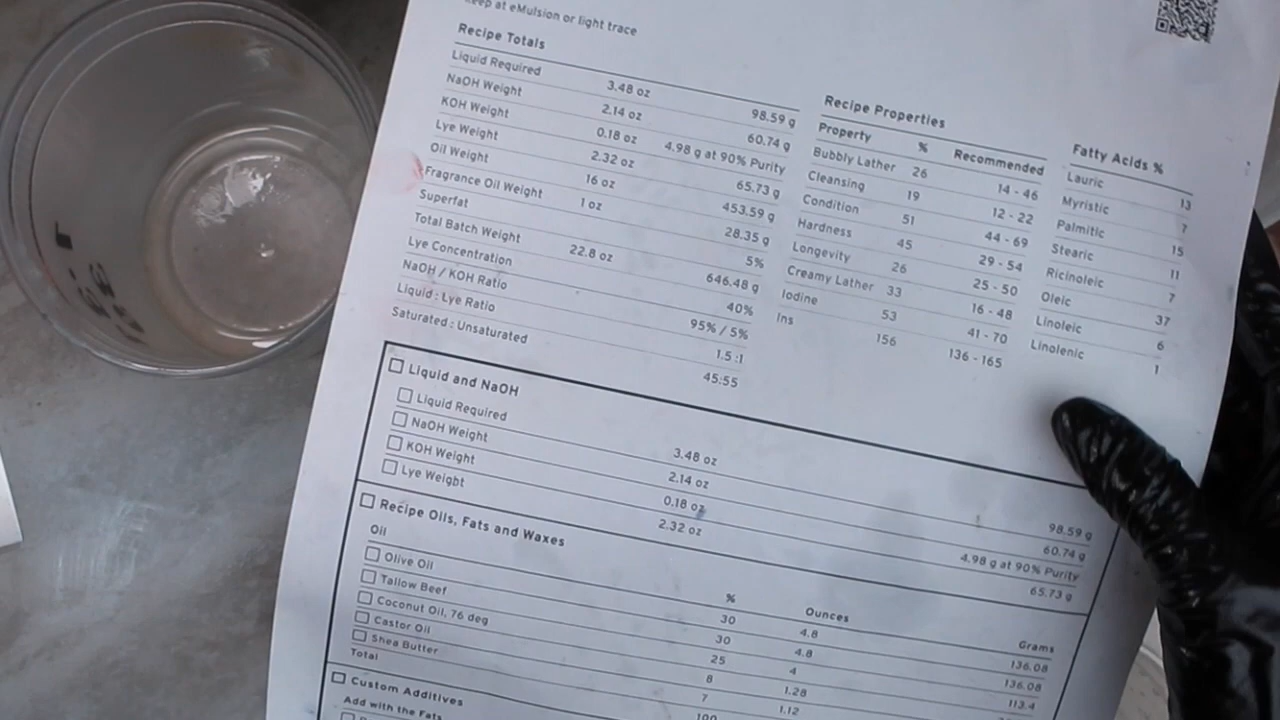 Keep at eMulsion or light trace
Recipe Totals
Liquid Required 3.48 oz 98.59 g
NaOH Weight 2.14 oz 60.74 g
KOH Weight 0.18 oz 4.98 g at 90% Purity
Lye Weight 2.32 oz 65.73 g
Oil Weight 16 oz 453.59 g
Fragrance Oil Weight 1 oz 28.35 g
Superfat 5%
Total Batch Weight 22.8 oz 646.48 g
Lye Concentration 40%
NaOH / KOH Ratio 95% / 5%
Liquid : Lye Ratio 1.5 :1
Saturated : Unsaturated 45:55
Recipe Properties
Property % Recommended
Bubbly Lather 26 14 - 46
Cleansing 19 12 - 22
Condition 51 44 - 69
Hardness 45 29 - 54
Longevity 26 25 - 50
Creamy Lather 33 16 - 48
Iodine 53 41 - 70
Ins 156 136 - 165
Fatty Acids %
Lauric 13
Myristic 7
Palmitic 15
Stearic 11
Ricinoleic 7
Oleic 37
Linoleic 6
Linolenic 1
Liquid and NaOH
Liquid Required 3.48 oz 98.59 g
NaOH Weight 2.14 oz 60.74 g
KOH Weight 0.18 oz 4.98 g at 90% Purity
Lye Weight 2.32 oz 65.73 g
Recipe Oils, Fats and Waxes
Oil % Ounces Grams
Olive Oil 30 4.8 136.08
Tallow Beef 30 4.8 136.08
Coconut Oil, 76 deg 25 4 113.4
Castor Oil 8 1.28
Shea Butter 7 1.12
Total 100
Custom Additives
Add with the Fats